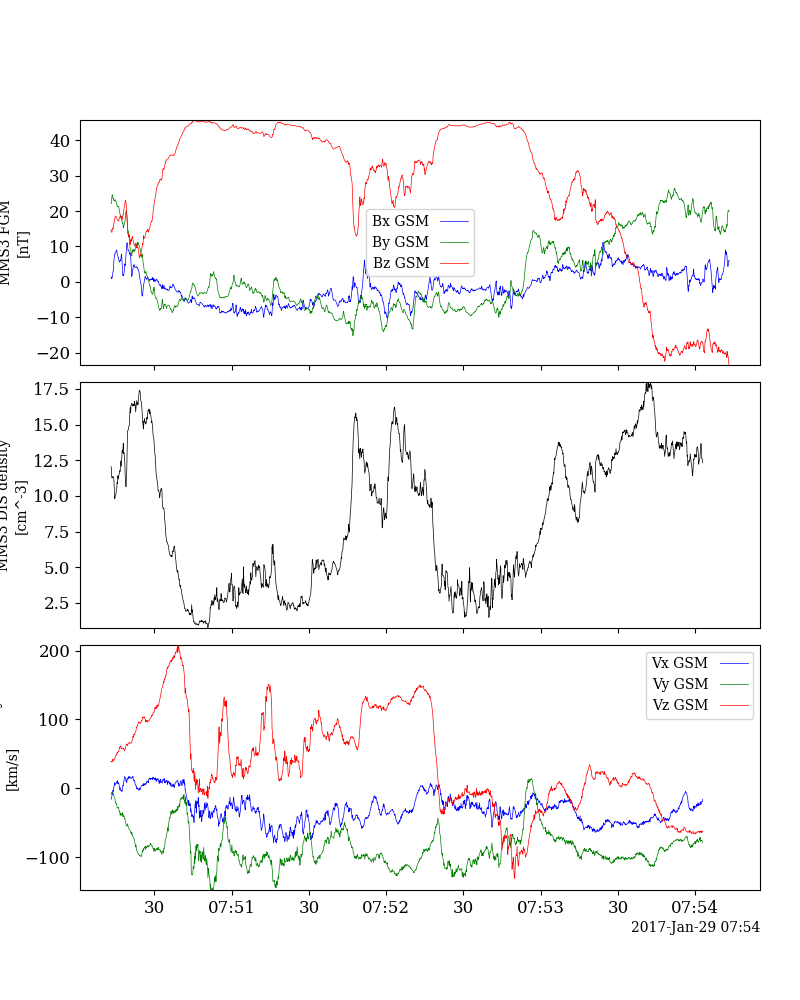 MMS3 FGM
[nT]
40
30
20
10
0
−10
−20
Bx GSM
By GSM
Bz GSM
MMS3 DIS density
[cm^-3]
17.5
15.0
12.5
10.0
7.5
5.0
2.5
[km/s]
200
100
0
−100
Vx GSM
Vy GSM
Vz GSM
30 07:51 30 07:52 30 07:53 30 07:54
2017-Jan-29 07:54